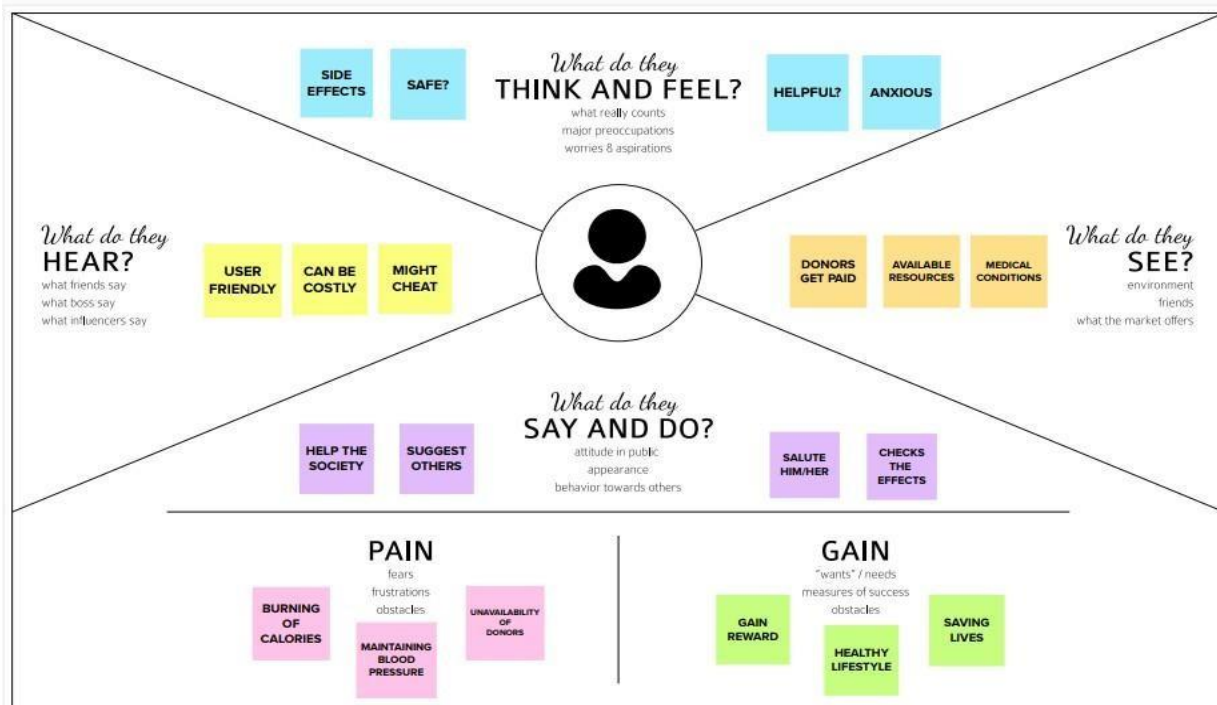 What do they
THINK AND FEEL?
what really counts
major preoccupations
worries & aspirations
SIDE
EFFECTS
SAFE?
HELPFUL?
ANXIOUS
What do they
HEAR?
what friends say
what boss say
what influencers say
USER
FRIENDLY
CAN BE
COSTLY
MIGHT
CHEAT
DONORS
GET PAID
AVAILABLE
RESOURCES
MEDICAL
CONDITIONS
What do they
SEE?
environment
friends
what the market offers
What do they
SAY AND DO?
attitude in public
appearance
behavior towards others
HELP THE
SOCIETY
SUGGEST
OTHERS
SALUTE
HIM/HER
CHECKS
THE
EFFECTS
PAIN
fears
frustrations
obstacles
BURNING
OF
CALORIES
MAINTAINING
BLOOD
PRESSURE
UNAVAILABILITY
OF
DONORS
GAIN
"wants" / needs
measures of success
obstacles
GAIN
REWARD
HEALTHY
LIFESTYLE
SAVING
LIVES